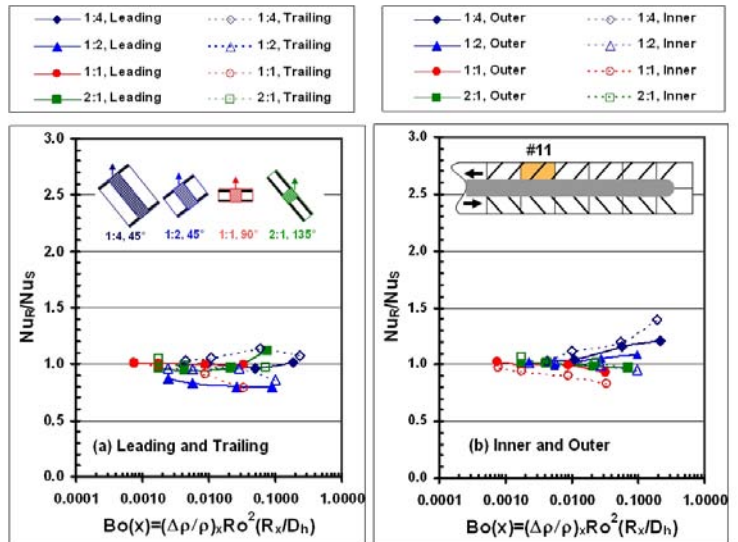 1:4, Leading 1:4, Trailing
1:2, Leading 1:2, Trailing
1:1, Leading 1:1, Trailing
2:1, Leading 2:1, Trailing
1:4, Outer 1:4, Inner
1:2, Outer 1:2, Inner
1:1, Outer 1:1, Inner
2:1, Outer 2:1, Inner
3.0
2.5
2.0
1.5
1.0
0.5
0.0
NuR/NuS
1:4, 45° 1:2, 45° 1:1, 90° 2:1, 135°
(a) Leading and Trailing
0.0001 0.0010 0.0100 0.1000 1.0000
Bo(x)=(Δρ/ρ)ₓRo²(Rₓ/Dₕ)
3.0
2.5
2.0
1.5
1.0
0.5
0.0
NuR/NuS
#11
(b) Inner and Outer
0.0001 0.0010 0.0100 0.1000 1.0000
Bo(x)=(Δρ/ρ)ₓRo²(Rₓ/Dₕ)